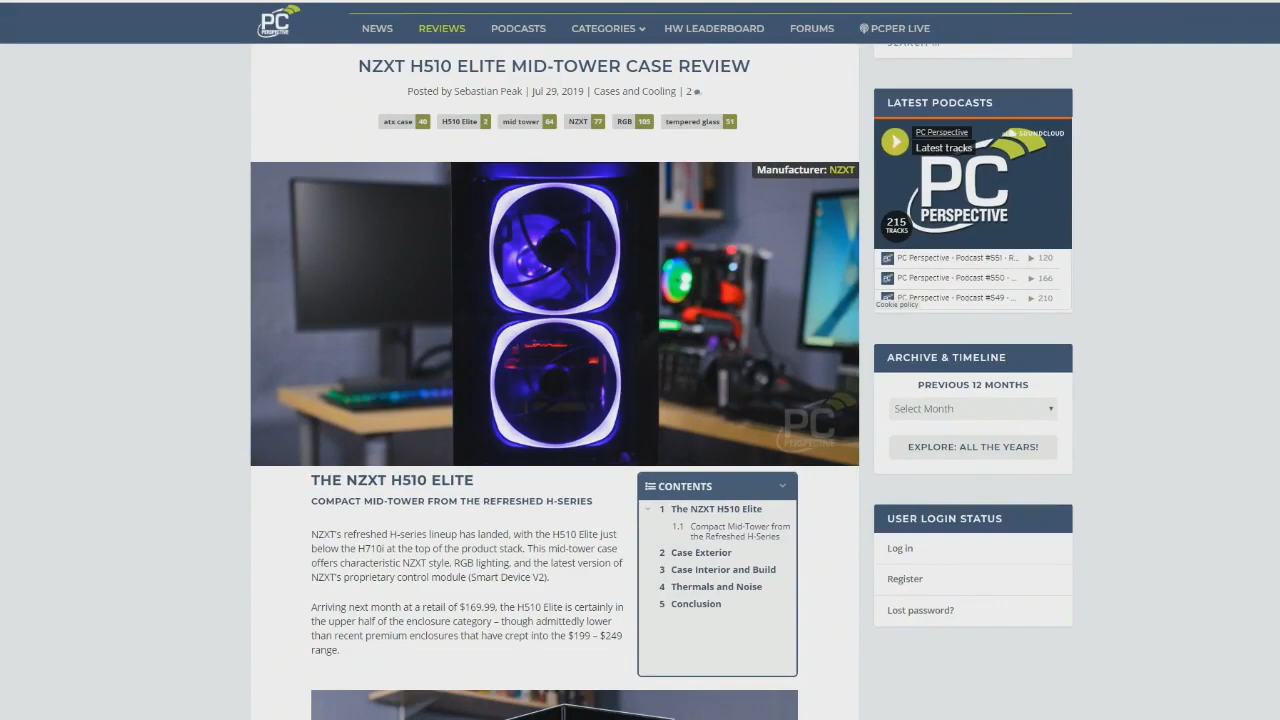 PC
PERSPECTIVE
NEWS
REVIEWS
PODCASTS
CATEGORIES
HW LEADERBOARD
FORUMS
PCPER LIVE
NZXT H510 ELITE MID-TOWER CASE REVIEW
Posted by Sebastian Peak | Jul 29, 2019 | Cases and Cooling | 2
atx case 40
H510 Elite 2
mid tower 64
NZXT 77
RGB 105
tempered glass 51
Manufacturer: NZXT
PC
PERSPECTIVE
THE NZXT H510 ELITE
COMPACT MID-TOWER FROM THE REFRESHED H-SERIES
NZXT's refreshed H-series lineup has landed, with the H510 Elite just
below the H710i at the top of the product stack. This mid-tower case
offers characteristic NZXT style, RGB lighting, and the latest version of
NZXT's proprietary control module (Smart Device V2).
Arriving next month at a retail of $169.99, the H510 Elite is certainly in
the upper half of the enclosure category – though admittedly lower
than recent premium enclosures that have crept into the $199 – $249
range.
CONTENTS
1 The NZXT H510 Elite
1.1 Compact Mid-Tower from
the Refreshed H-Series
2 Case Exterior
3 Case Interior and Build
4 Thermals and Noise
5 Conclusion
LATEST PODCASTS
PC Perspective
Latest tracks
SOUNDCLOUD
PC
PERSPECTIVE
215
TRACKS
PC Perspective - Podcast #551 - R... 120
PC Perspective - Podcast #550 - ... 166
PC Perspective - Podcast #549 - ... 210
Cookie policy
ARCHIVE & TIMELINE
PREVIOUS 12 MONTHS
Select Month
EXPLORE: ALL THE YEARS!
USER LOGIN STATUS
Log in
Register
Lost password?